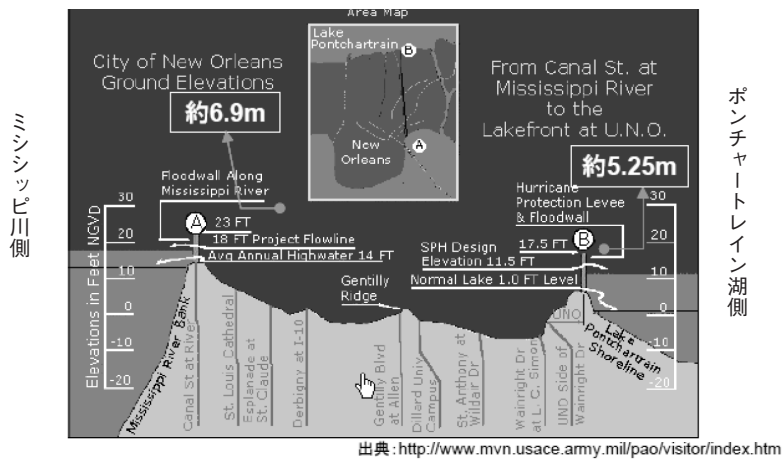 Area Map
Lake
Pontchartrain
B
A
New
Orleans
City of New Orleans
Ground Elevations
約6.9m
From Canal St. at
Mississippi River
to the
Lakefront at U.N.O.
約5.25m
ミシシッピ川側
ポンチャートレイン湖側
Floodwall Along
Mississippi River
A
23 FT
18 FT Project Flowline
Avg Annual Highwater 14 FT
Hurricane
Protection Levee
& Floodwall
B
17.5 FT
SPH Design
Elevation 11.5 FT
Normal Lake 1.0 FT Level
Gentilly
Ridge
Elevations in Feet NGVD
30
20
10
0
-10
-20
30
20
10
0
-10
-20
Mississippi River Bank
Canal St at River
St. Louis Cathedral
Esplanade at
St. Claude
Derbigny at I-10
Gentilly Blvd
at Allen
Dillard Univ
Campus
St. Anthony at
Wildair Dr
Wainright Dr
at L. C. Simon
UNO
UND Side of
Wainright Dr
Lake
Pontchartrain
Shoreline
出典:http://www.mvn.usace.army.mil/pao/visitor/index.htm